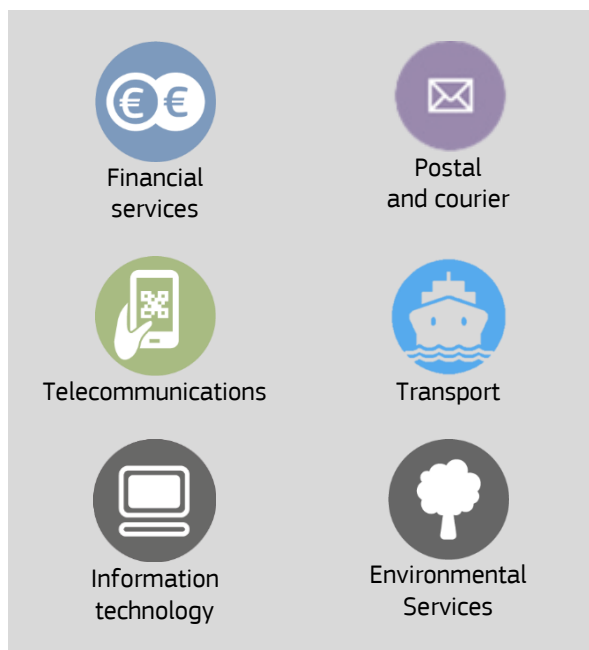 € €
Financial
services
Postal
and courier
Telecommunications
Transport
Information
technology
Environmental
Services